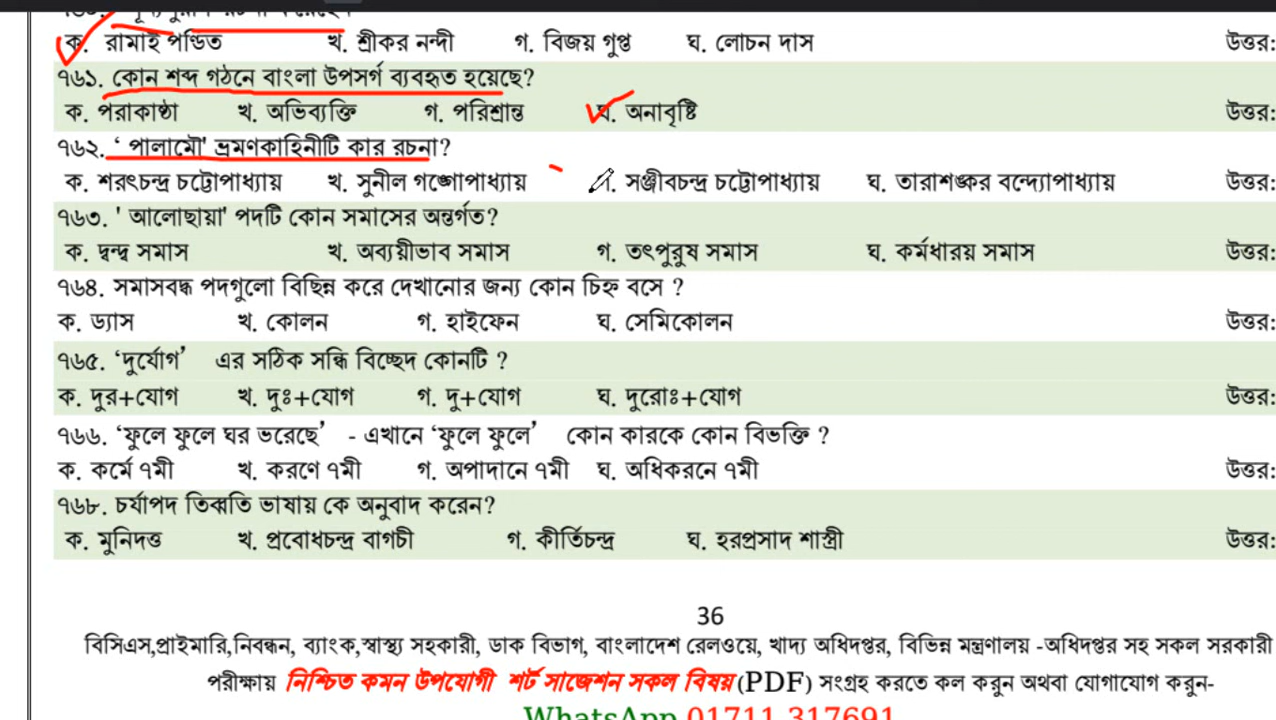 ক. রামাই পন্ডিত খ. শ্রীকর নন্দী গ. বিজয় গুপ্ত ঘ. লোচন দাস উত্তর:
৭৬১. কোন শব্দ গঠনে বাংলা উপসর্গ ব্যবহৃত হয়েছে?
ক. পরাকাষ্ঠা খ. অভিব্যক্তি গ. পরিশ্রান্ত ঘ. অনাবৃষ্টি উত্তর:
৭৬২. ‘ পালামৌ' ভ্রমণকাহিনীটি কার রচনা?
ক. শরৎচন্দ্র চট্টোপাধ্যায় খ. সুনীল গঙ্গোপাধ্যায় গ. সঞ্জীবচন্দ্র চট্টোপাধ্যায় ঘ. তারাশঙ্কর বন্দ্যোপাধ্যায় উত্তর:
৭৬৩. ' আলোছায়া' পদটি কোন সমাসের অন্তর্গত?
ক. দ্বন্দ্ব সমাস খ. অব্যয়ীভাব সমাস গ. তৎপুরুষ সমাস ঘ. কর্মধারয় সমাস উত্তর:
৭৬৪. সমাসবদ্ধ পদগুলো বিছিন্ন করে দেখানোর জন্য কোন চিহ্ন বসে ?
ক. ড্যাস খ. কোলন গ. হাইফেন ঘ. সেমিকোলন উত্তর:
৭৬৫. ‘দুর্যোগ’ এর সঠিক সন্ধি বিচ্ছেদ কোনটি ?
ক. দুর+যোগ খ. দুঃ+যোগ গ. দু+যোগ ঘ. দুরোঃ+যোগ উত্তর:
৭৬৬. ‘ফুলে ফুলে ঘর ভরেছে’ - এখানে ‘ফুলে ফুলে’ কোন কারকে কোন বিভক্তি ?
ক. কর্মে ৭মী খ. করণে ৭মী গ. অপাদানে ৭মী ঘ. অধিকরনে ৭মী উত্তর:
৭৬৮. চর্যাপদ তিব্বতি ভাষায় কে অনুবাদ করেন?
ক. মুনিদত্ত খ. প্রবোধচন্দ্র বাগচী গ. কীর্তিচন্দ্র ঘ. হরপ্রসাদ শাস্ত্রী উত্তর:
36
বিসিএস,প্রাইমারি,নিবন্ধন, ব্যাংক,স্বাস্থ্য সহকারী, ডাক বিভাগ, বাংলাদেশ রেলওয়ে, খাদ্য অধিদপ্তর, বিভিন্ন মন্ত্রণালয় -অধিদপ্তর সহ সকল সরকারী
পরীক্ষায় নিশ্চিত কমন উপযোগী শর্ট সাজেশন সকল বিষয়(PDF) সংগ্রহ করতে কল করুন অথবা যোগাযোগ করুন-
WhatsApp 01711 317691